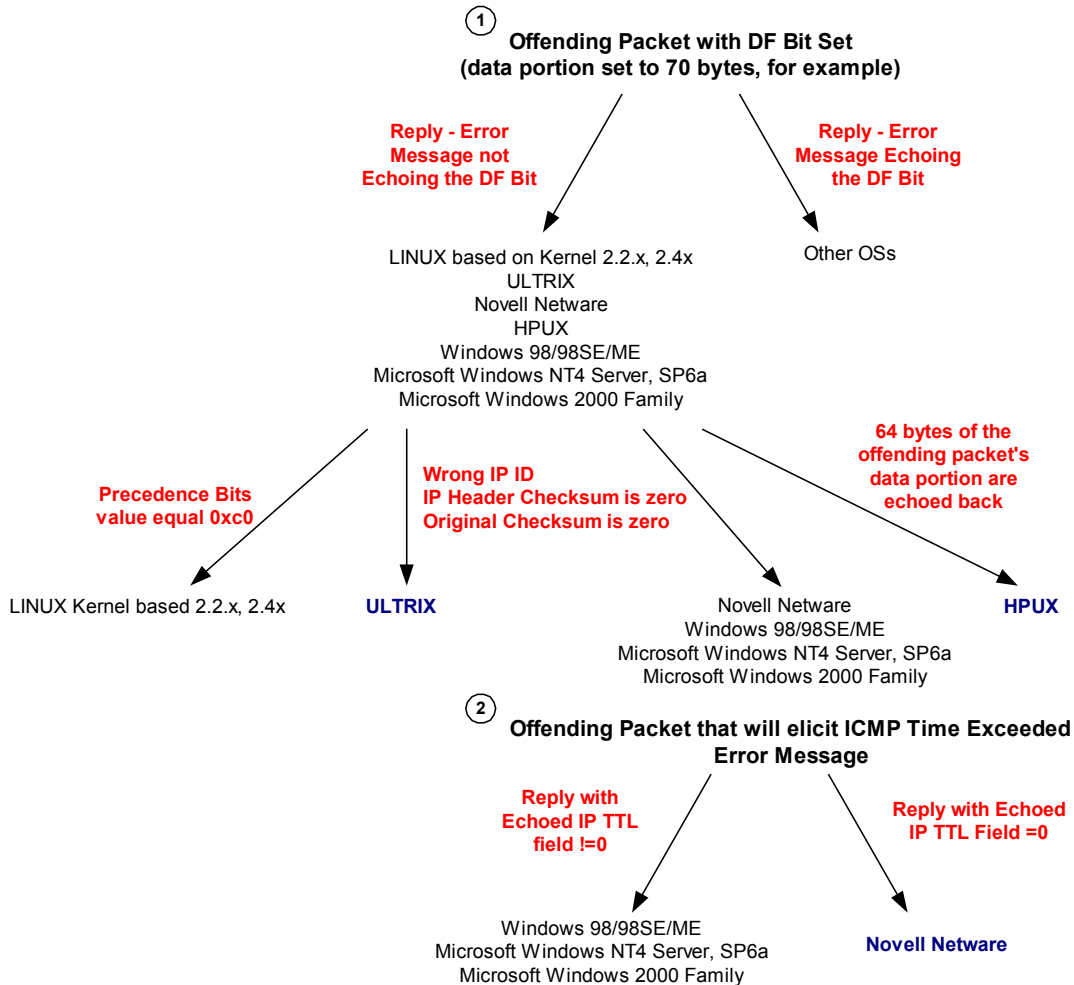 1
Offending Packet with DF Bit Set
(data portion set to 70 bytes, for example)
Reply - Error
Message not
Echoing the DF Bit
Reply - Error
Message Echoing
the DF Bit
LINUX based on Kernel 2.2.x, 2.4x
ULTRIX
Novell Netware
HPUX
Windows 98/98SE/ME
Microsoft Windows NT4 Server, SP6a
Microsoft Windows 2000 Family
Other OSs
Precedence Bits
value equal 0xc0
Wrong IP ID
IP Header Checksum is zero
Original Checksum is zero
64 bytes of the
offending packet's
data portion are
echoed back
LINUX Kernel based 2.2.x, 2.4x
ULTRIX
Novell Netware
Windows 98/98SE/ME
Microsoft Windows NT4 Server, SP6a
Microsoft Windows 2000 Family
HPUX
2
Offending Packet that will elicit ICMP Time Exceeded
Error Message
Reply with
Echoed IP TTL
field !=0
Reply with Echoed
IP TTL Field =0
Windows 98/98SE/ME
Microsoft Windows NT4 Server, SP6a
Microsoft Windows 2000 Family
Novell Netware